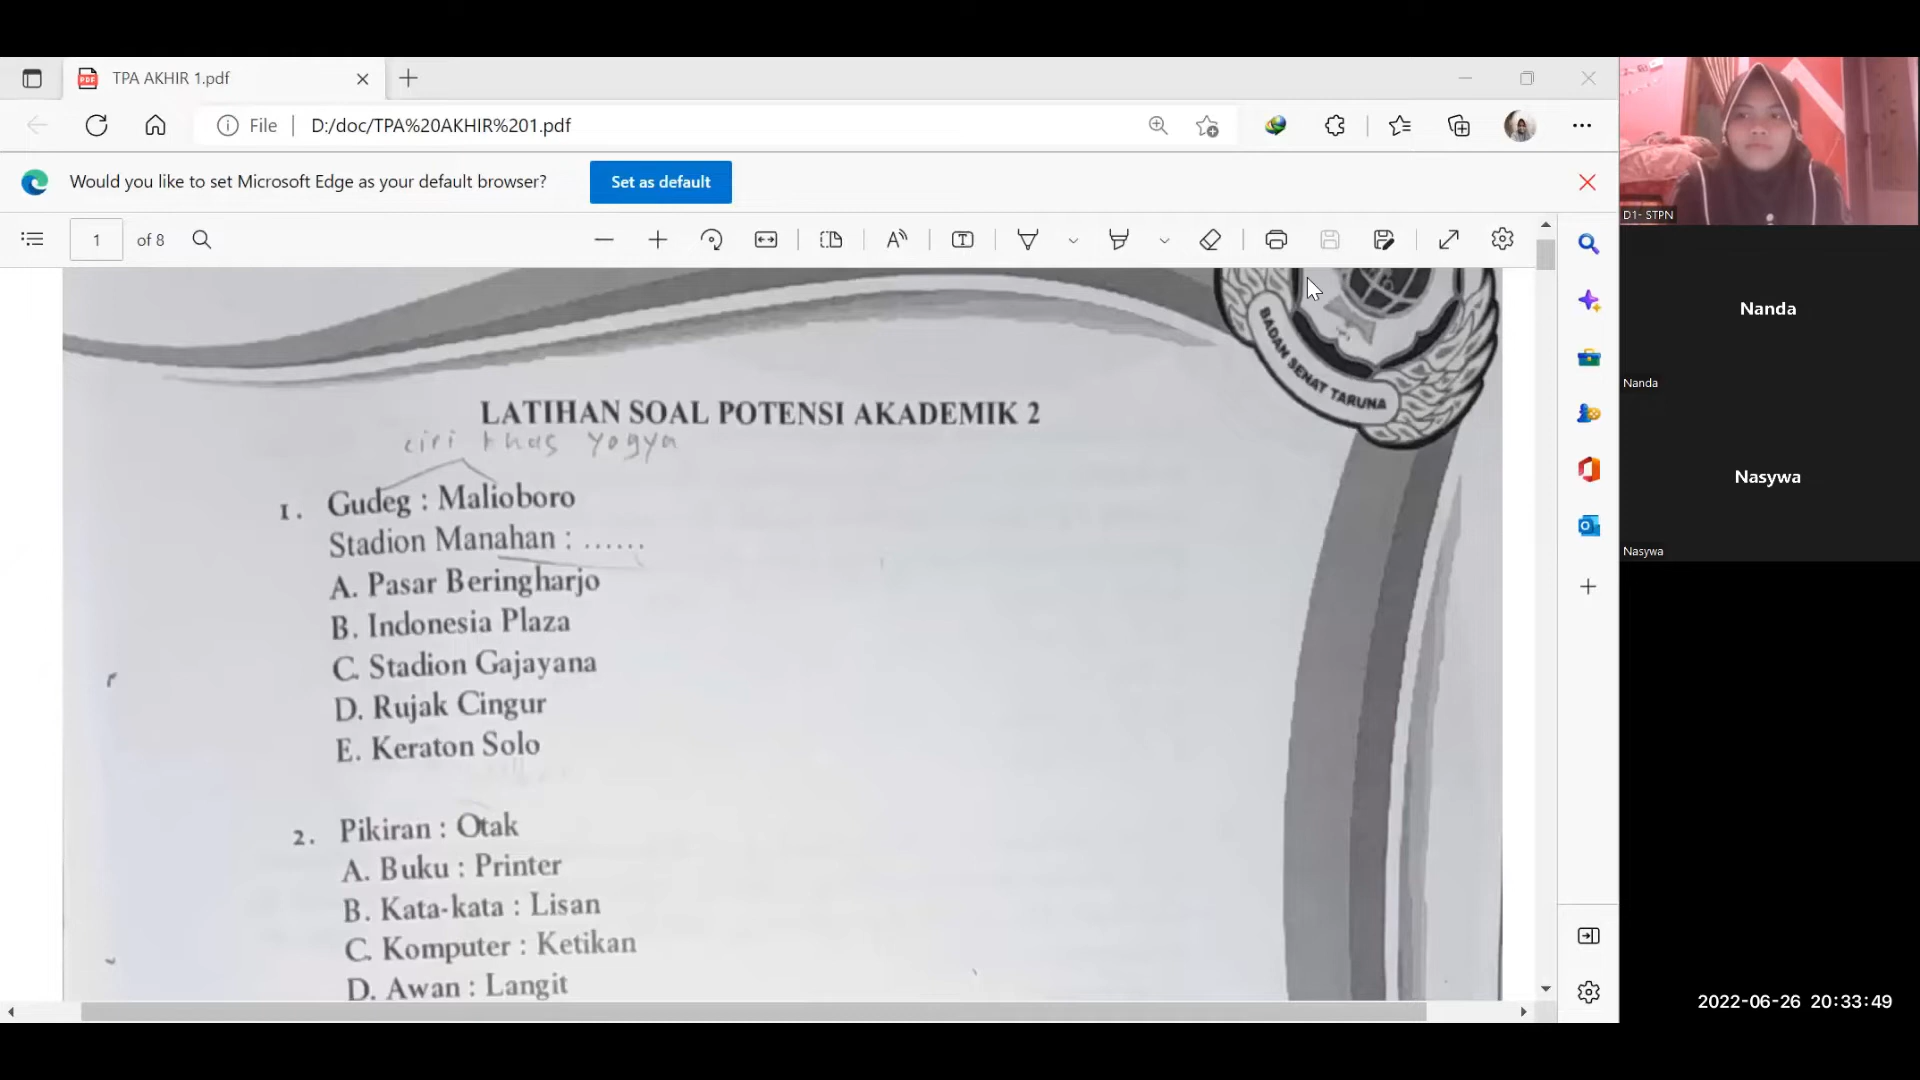 TPA AKHIR 1.pdf
File
D:/doc/TPA%20AKHIR%201.pdf
Would you like to set Microsoft Edge as your default browser?
Set as default
1 of 8
BADAN SENAT TARUNA
LATIHAN SOAL POTENSI AKADEMIK 2
ciri khas Yogya
1. Gudeg : Malioboro
Stadion Manahan : ......
A. Pasar Beringharjo
B. Indonesia Plaza
C. Stadion Gajayana
D. Rujak Cingur
E. Keraton Solo
2. Pikiran : Otak
A. Buku : Printer
B. Kata-kata : Lisan
C. Komputer : Ketikan
D. Awan : Langit
D1- STPN
Nanda
Nanda
Nasywa
Nasywa
2022-06-26 20:33:49